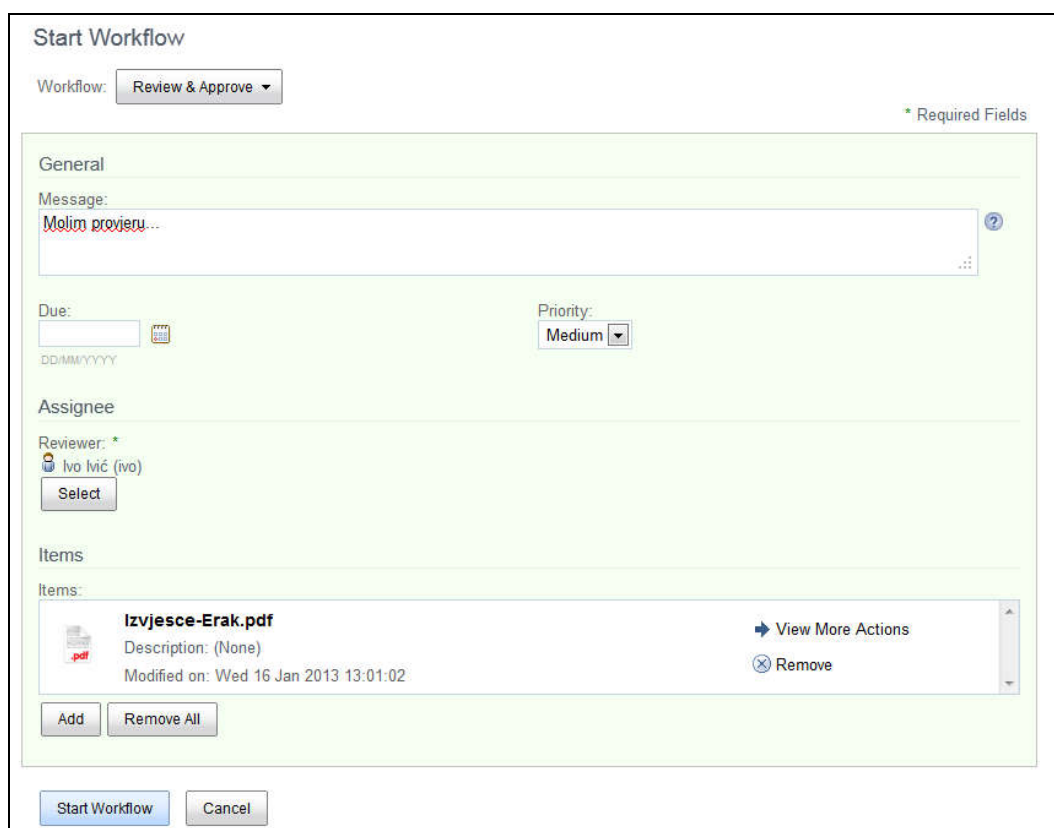 Start Workflow
Workflow: Review & Approve
* Required Fields
General
Message:
Molim provjeru...
Due:
Priority:
Medium
DD/MM/YYYY
Assignee
Reviewer: *
Ivo Ivić (ivo)
Select
Items
Items:
Izvjesce-Erak.pdf
View More Actions
.pdf
Description: (None)
Remove
Modified on: Wed 16 Jan 2013 13:01:02
Add Remove All
Start Workflow Cancel